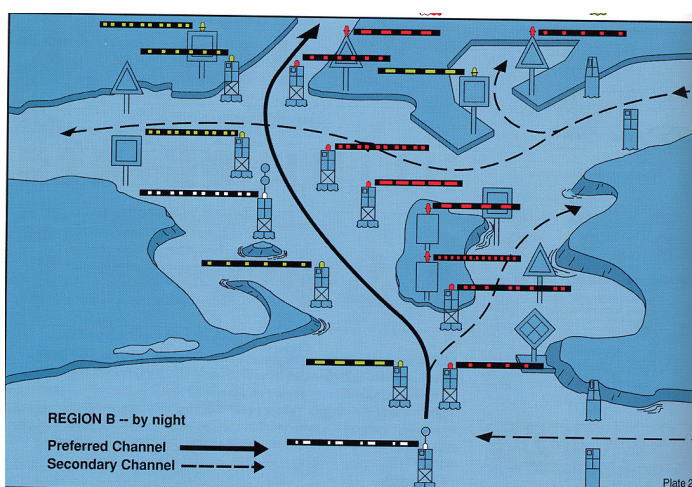 REGION B -- by night
Preferred Channel
Secondary Channel
Plate 2